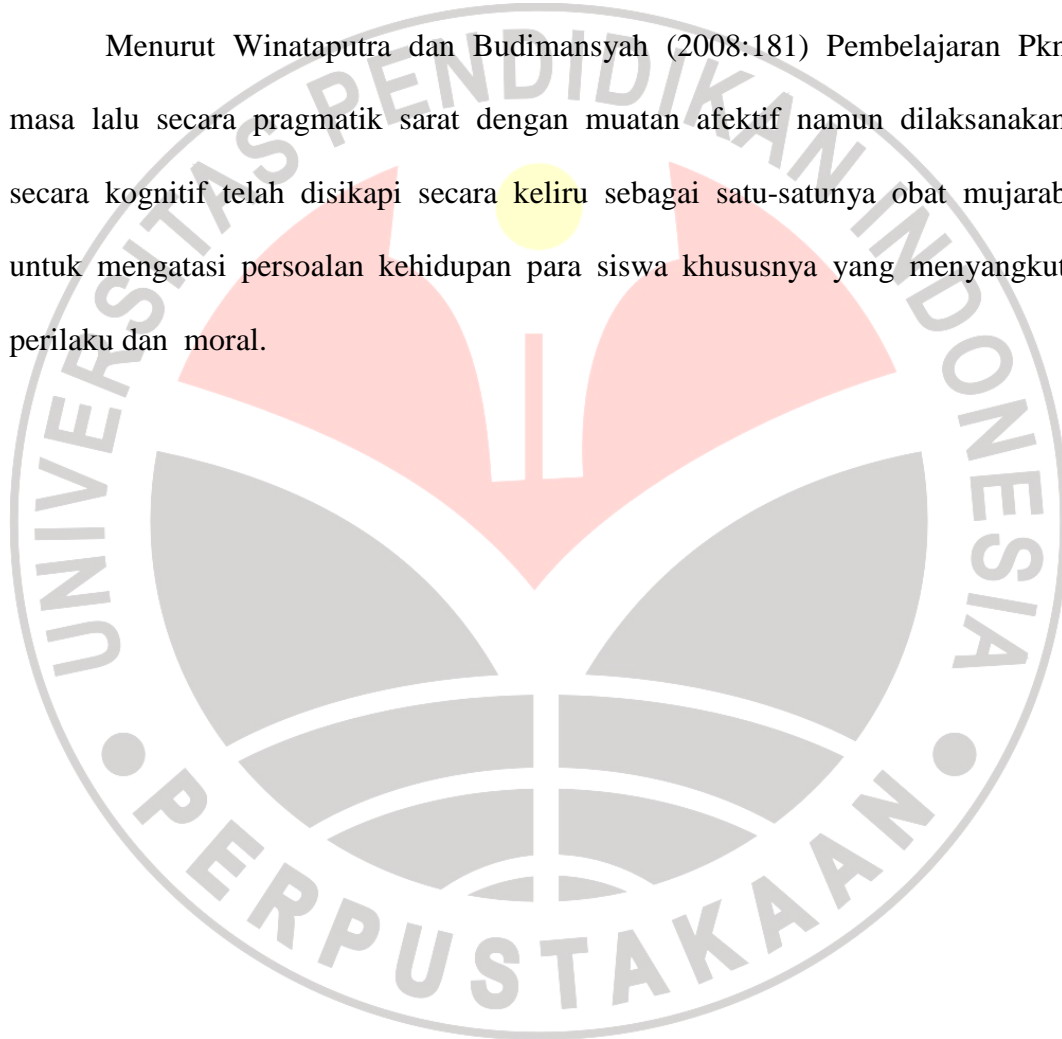 Menurut Winataputra dan Budimansyah (2008:181) Pembelajaran Pkn
masa lalu secara pragmatik sarat dengan muatan afektif namun dilaksanakan
secara kognitif telah disikapi secara keliru sebagai satu-satunya obat mujarab
untuk mengatasi persoalan kehidupan para siswa khususnya yang menyangkut
perilaku dan  moral.
UNIVERSITAS PENDIDIKAN INDONESIA
PERPUSTAKAAN